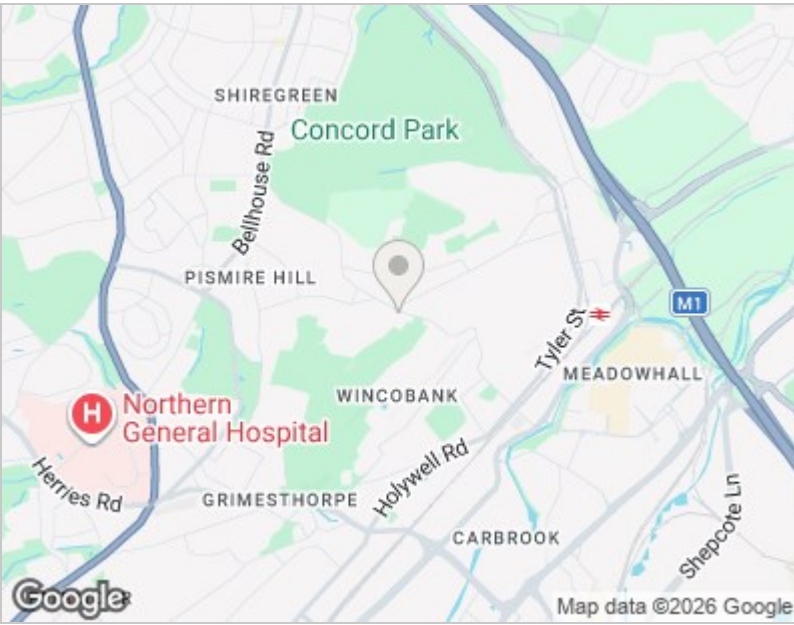 SHIREGREEN
Concord Park
Bellhouse Rd
PISMIRE HILL
M1
Tyler St
MEADOWHALL
WINCOBANK
H
Northern
General Hospital
Holywell Rd
Herries Rd
GRIMESTHORPE
CARBROOK
Shepcote Ln
Google
Map data ©2026 Google